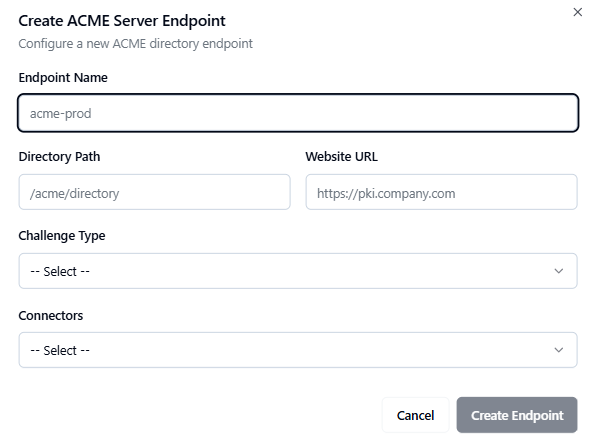 Create ACME Server Endpoint
Configure a new ACME directory endpoint
Endpoint Name
acme-prod
Directory Path
Website URL
/acme/directory
https://pki.company.com
Challenge Type
-- Select --
Connectors
-- Select --
Cancel
Create Endpoint